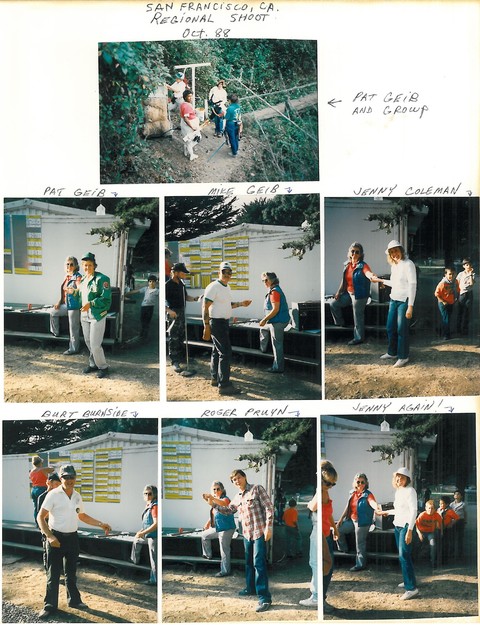 SAN FRANCISCO, CA.
REGIONAL SHOOT
OCT. 88
← PAT GEIB
AND GROUP
PAT GEIB
MIKE GEIB
JENNY COLEMAN
BURT BURNSIDE
ROGER PRUYN
JENNY AGAIN!